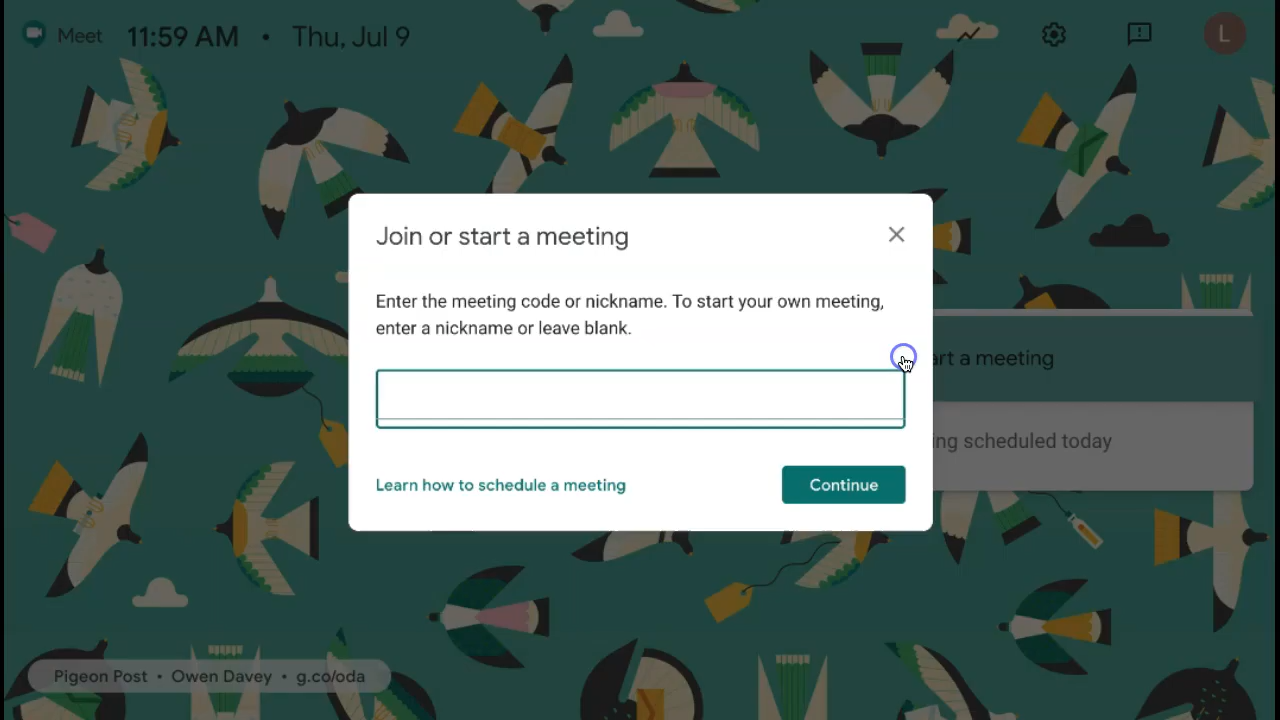 Meet 11:59 AM • Thu, Jul 9
L
Join or start a meeting
Enter the meeting code or nickname. To start your own meeting,
enter a nickname or leave blank.
art a meeting
ing scheduled today
Learn how to schedule a meeting
Continue
Pigeon Post • Owen Davey • g.co/oda